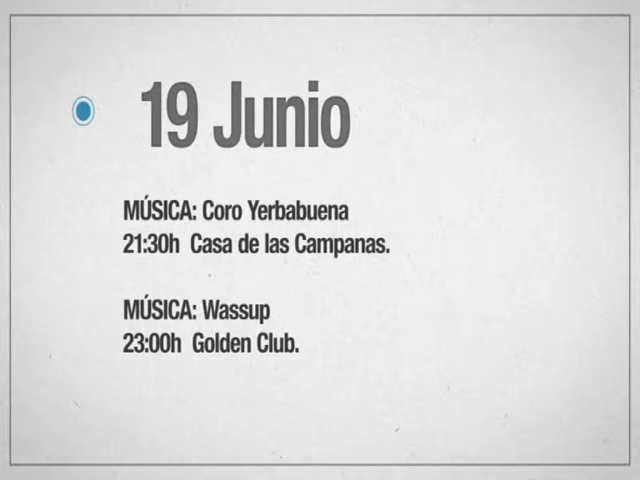 19 Junio
MÚSICA: Coro Yerbabuena
21:30h Casa de las Campanas.
MÚSICA: Wassup
23:00h Golden Club.